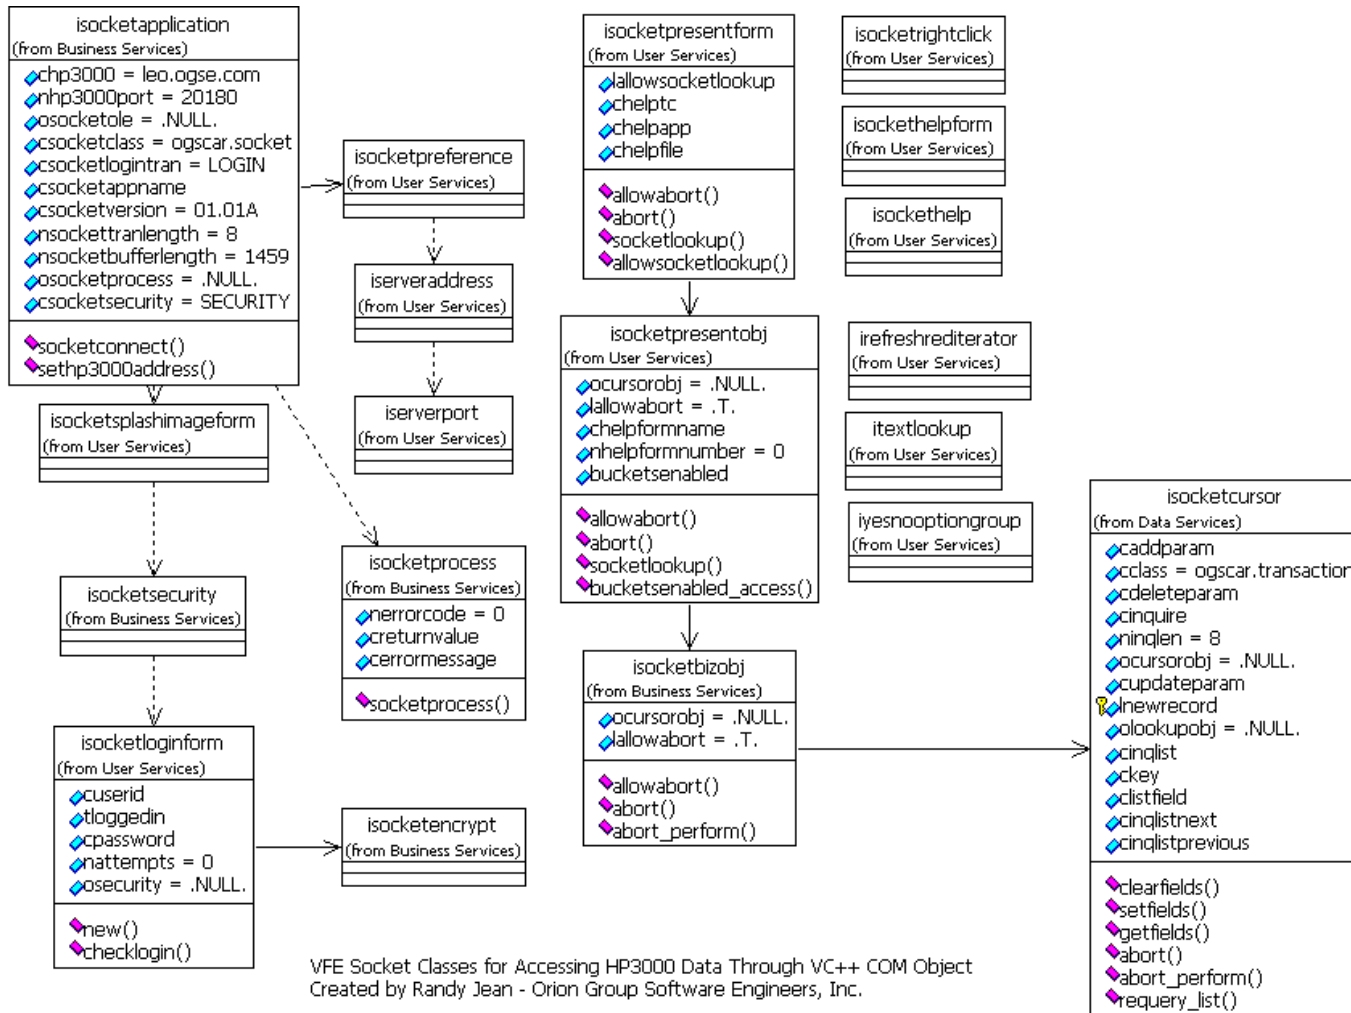 isocketapplication
(from Business Services)
chp3000 = leo.ogse.com
nhp3000port = 20180
osocketole = .NULL.
csocketclass = ogscar.socket
csocketlogintran = LOGIN
csocketappname
csocketversion = 01.01A
nsockettranlength = 8
nsocketbufferlength = 1459
osocketprocess = .NULL.
csocketsecurity = SECURITY
socketconnect()
sethp3000address()
isocketsplashimageform
(from User Services)
isocketsecurity
(from Business Services)
isocketloginform
(from User Services)
cuserid
tloggedin
cpassword
nattempts = 0
osecurity = .NULL.
new()
checklogin()
isocketpreference
(from User Services)
iserveraddress
(from User Services)
iserverport
(from User Services)
isocketprocess
(from Business Services)
nerrorcode = 0
creturnvalue
cerrormessage
socketprocess()
isocketencrypt
(from Business Services)
isocketpresentform
(from User Services)
lallowsocketlookup
chelptc
chelpapp
chelpfile
allowabort()
abort()
socketlookup()
allowsocketlookup()
isocketpresentobj
(from User Services)
ocursorobj = .NULL.
lallowabort = .T.
chelpformname
nhelpformnumber = 0
bucketsenabled
allowabort()
abort()
socketlookup()
bucketsenabled_access()
isocketbizobj
(from Business Services)
ocursorobj = .NULL.
lallowabort = .T.
allowabort()
abort()
abort_perform()
isocketrightclick
(from User Services)
isockethelpform
(from User Services)
isockethelp
(from User Services)
irefreshrediterator
(from User Services)
itextlookup
(from User Services)
iyesnooptiongroup
(from User Services)
isocketcursor
(from Data Services)
caddparam
cclass = ogscar.transaction
cdeleteparam
cinquire
ninqlen = 8
ocursorobj = .NULL.
cupdateparam
lnewrecord
olookupobj = .NULL.
cinqlist
ckey
clistfield
cinqlistnext
cinqlistprevious
clearfields()
setfields()
getfields()
abort()
abort_perform()
requery_list()
VFE Socket Classes for Accessing HP3000 Data Through VC++ COM Object
Created by Randy Jean - Orion Group Software Engineers, Inc.